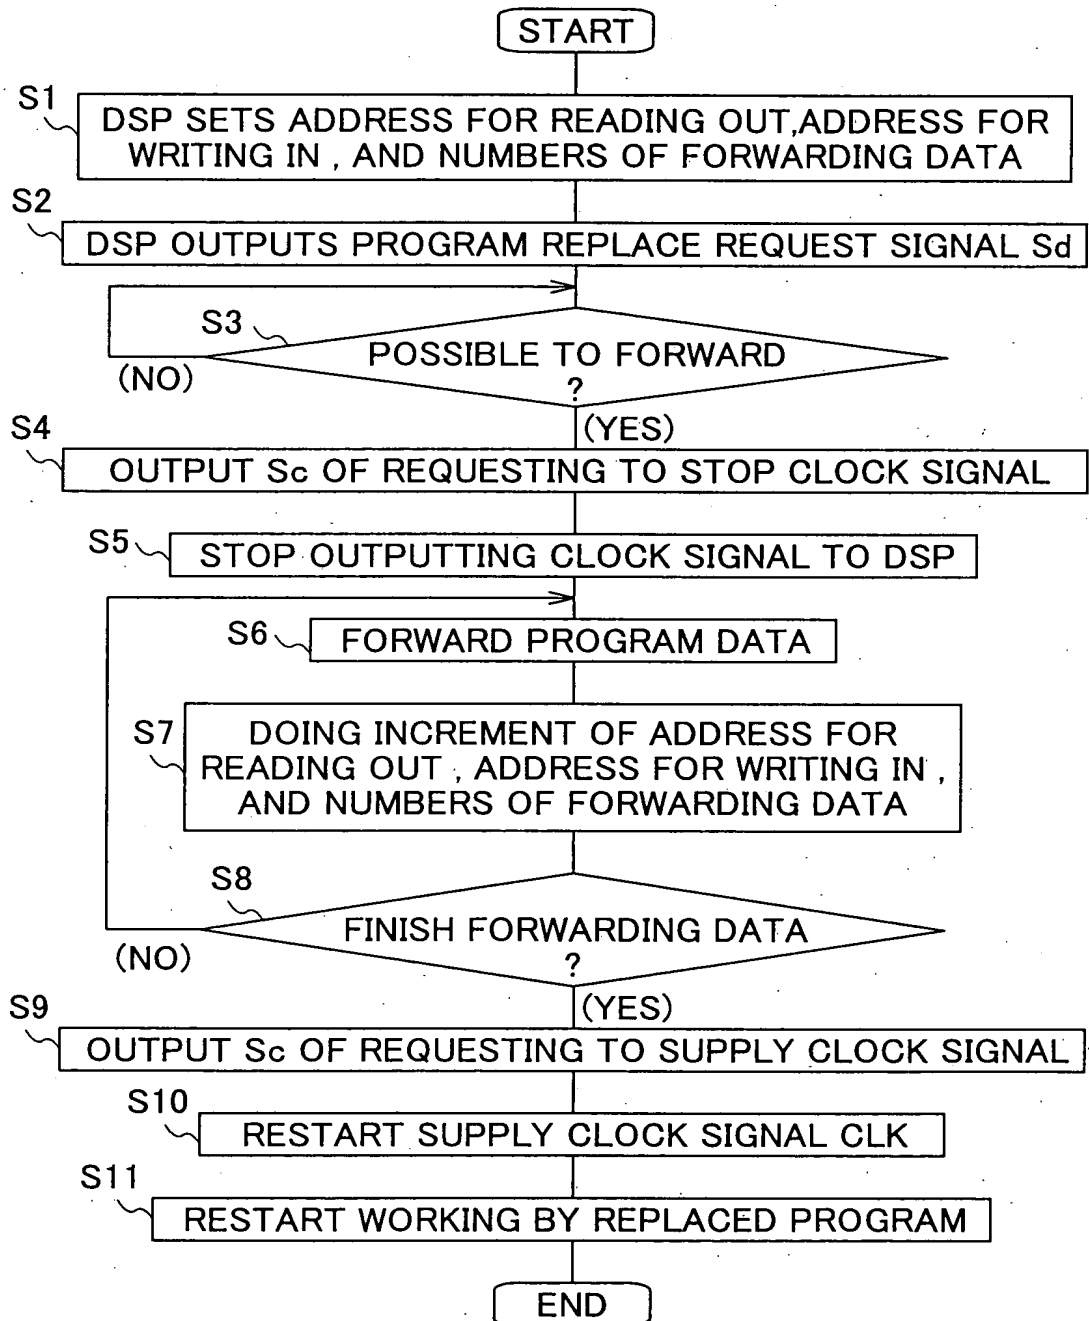 START
S1
DSP SETS ADDRESS FOR READING OUT,ADDRESS FOR
WRITING IN , AND NUMBERS OF FORWARDING DATA
S2
DSP OUTPUTS PROGRAM REPLACE REQUEST SIGNAL Sd
S3
POSSIBLE TO FORWARD
?
(NO)
(YES)
S4
OUTPUT Sc OF REQUESTING TO STOP CLOCK SIGNAL
S5
STOP OUTPUTTING CLOCK SIGNAL TO DSP
S6
FORWARD PROGRAM DATA
S7
DOING INCREMENT OF ADDRESS FOR
READING OUT , ADDRESS FOR WRITING IN ,
AND NUMBERS OF FORWARDING DATA
S8
FINISH FORWARDING DATA
?
(NO)
(YES)
S9
OUTPUT Sc OF REQUESTING TO SUPPLY CLOCK SIGNAL
S10
RESTART SUPPLY CLOCK SIGNAL CLK
S11
RESTART WORKING BY REPLACED PROGRAM
END